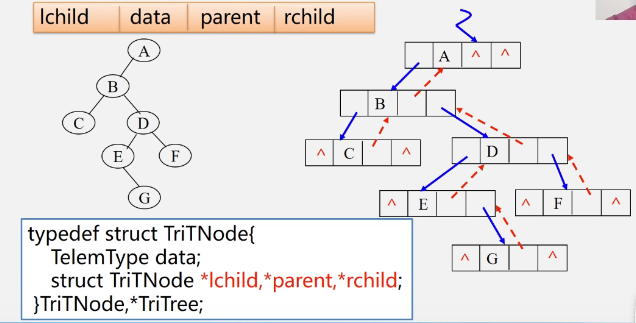 lchild data parent rchild
A
B
C D
E F
G
A ^ ^
B
^ C ^
D
^ E
^ F ^
^ G ^
typedef struct TriTNode{
TelemType data;
struct TriTNode *lchild,*parent,*rchild;
}TriTNode,*TriTree;